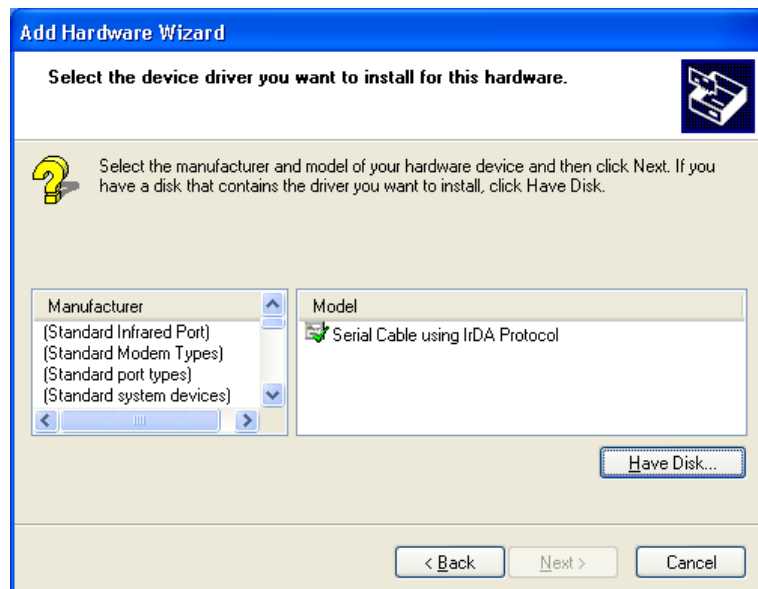 Add Hardware Wizard
Select the device driver you want to install for this hardware.
Select the manufacturer and model of your hardware device and then click Next. If you
have a disk that contains the driver you want to install, click Have Disk.
Manufacturer
(Standard Infrared Port)
(Standard Modem Types)
(Standard port types)
(Standard system devices)
Model
Serial Cable using IrDA Protocol
Have Disk...
< Back
Next >
Cancel